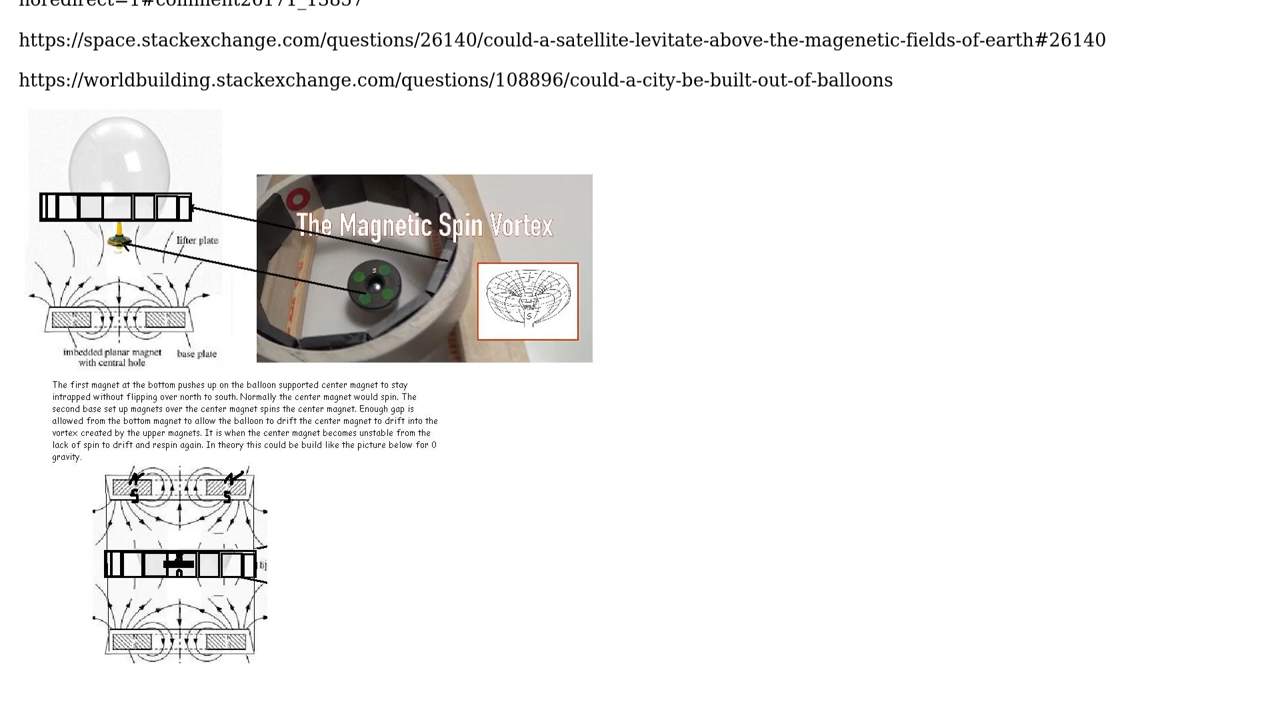 noredirect=1#comment26171_13857
https://space.stackexchange.com/questions/26140/could-a-satellite-levitate-above-the-magenetic-fields-of-earth#26140
https://worldbuilding.stackexchange.com/questions/108896/could-a-city-be-built-out-of-balloons
The Magnetic Spin Vortex
lifter plate
S
S
imbedded planar magnet
with central hole
base plate
The first magnet at the bottom pushes up on the balloon supported center magnet to stay
intrapped without flipping over north to south. Normally the center magnet would spin. The
second base set up magnets over the center magnet spins the center magnet. Enough gap is
allowed from the bottom magnet to allow the balloon to drift the center magnet to drift into the
vortex created by the upper magnets. It is when the center magnet becomes unstable from the
lack of spin to drift and respin again. In theory this could be build like the picture below for 0
gravity.
N N
S S